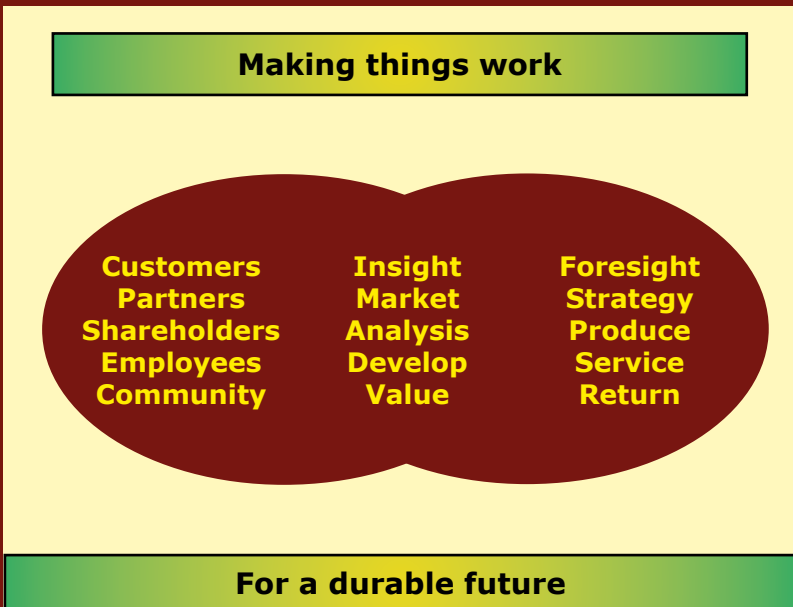 Making things work
Customers Insight Foresight
Partners Market Strategy
Shareholders Analysis Produce
Employees Develop Service
Community Value Return
For a durable future